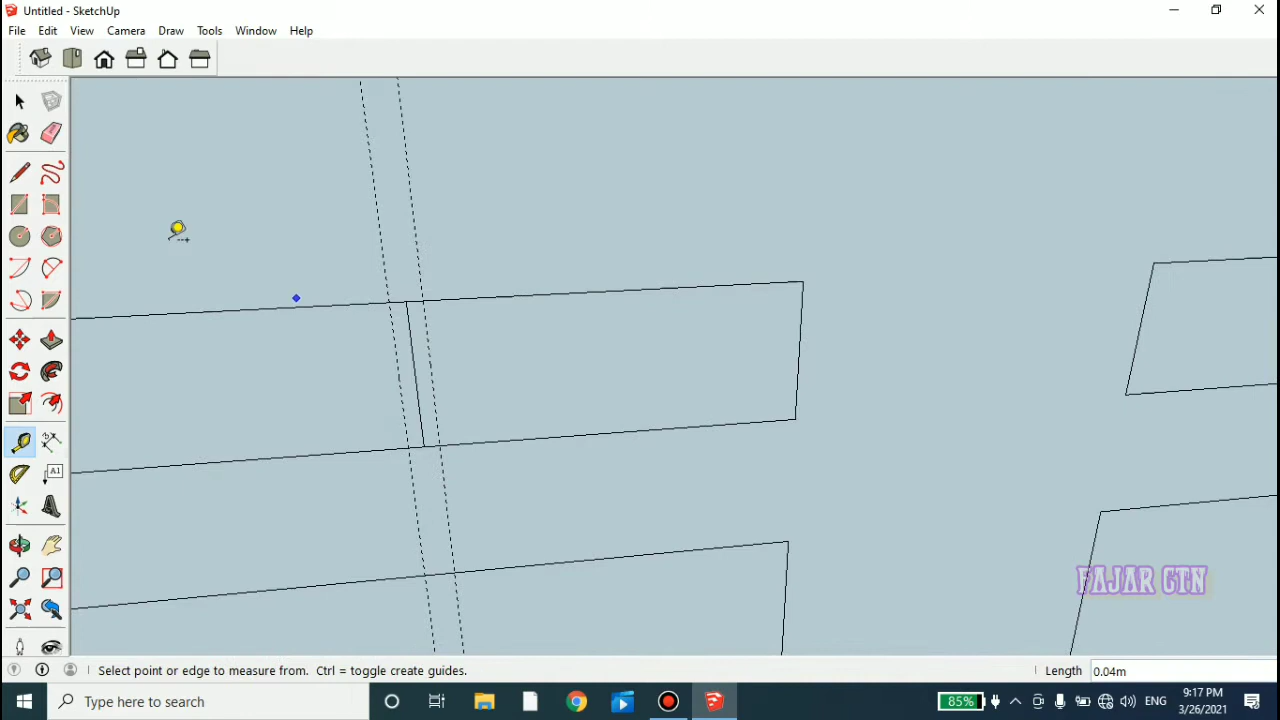 Untitled - SketchUp
File Edit View Camera Draw Tools Window Help
A1
FAJAR GTN
Select point or edge to measure from. Ctrl = toggle create guides.
Length 0.04m
Type here to search
85%
ENG
9:17 PM
3/26/2021